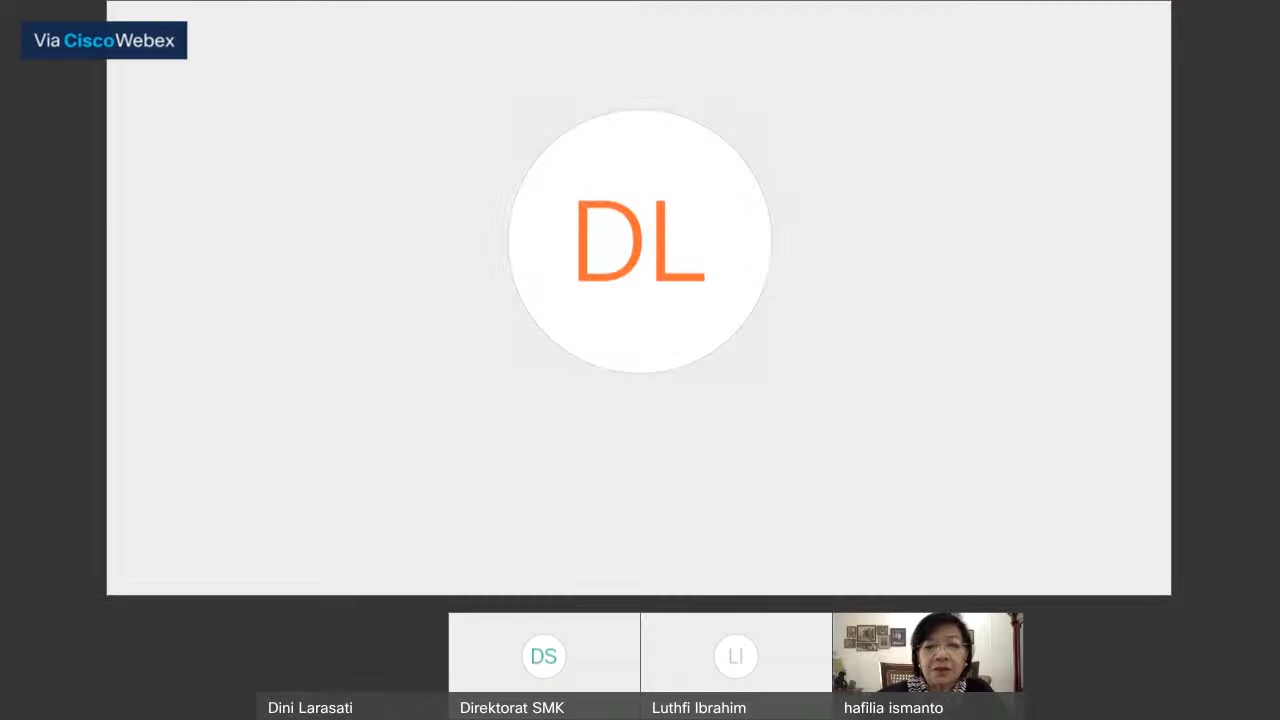 Via CiscoWebex
DL
DS
LI
Dini Larasati
Direktorat SMK
Luthfi Ibrahim
hafilia ismanto